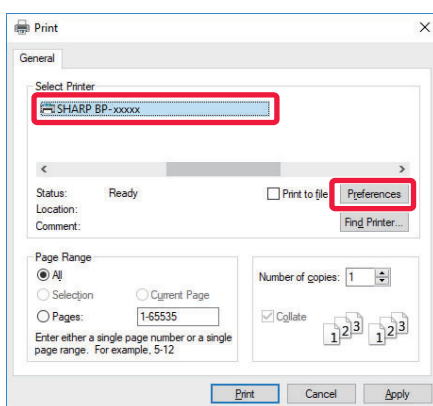 Print
General
Select Printer
SHARP BP-xxxxx
Status: Ready
Print to file
Preferences
Location:
Comment:
Find Printer...
Page Range
All
Selection
Current Page
Pages:
1-65535
Enter either a single page number or a single
page range. For example, 5-12
Number of copies: 1
Collate
1 2 3 1 2 3
Print
Cancel
Apply